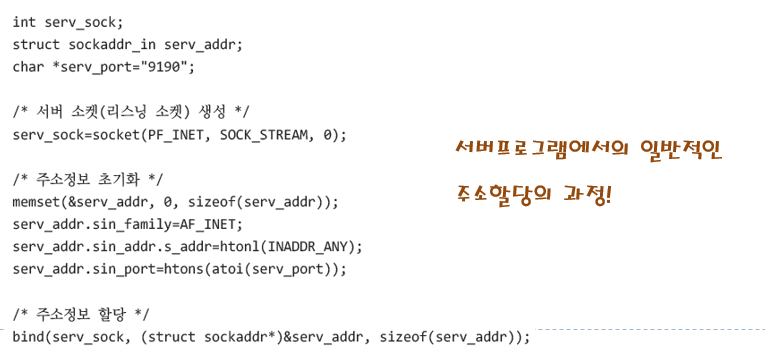 int serv_sock;
struct sockaddr_in serv_addr;
char *serv_port="9190";
/* 서버 소켓(리스닝 소켓) 생성 */
serv_sock=socket(PF_INET, SOCK_STREAM, 0);
/* 주소정보 초기화 */
memset(&serv_addr, 0, sizeof(serv_addr));
serv_addr.sin_family=AF_INET;
serv_addr.sin_addr.s_addr=htonl(INADDR_ANY);
serv_addr.sin_port=htons(atoi(serv_port));
/* 주소정보 할당 */
bind(serv_sock, (struct sockaddr*)&serv_addr, sizeof(serv_addr));
서버프로그램에서의 일반적인
주소할당의 과정!